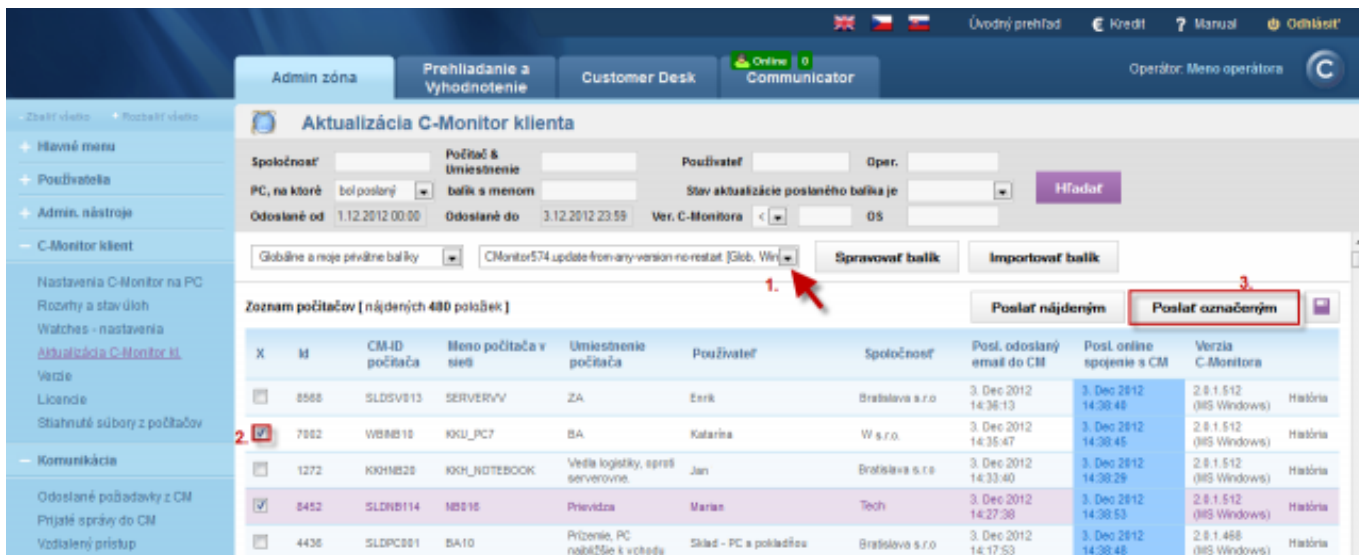 Úvodný prehľad € Kredit ? Manual Odhlásiť
Admin zóna
Prehliadanie a Vyhodnotenie
Customer Desk
Online 0
Communicator
Operátor: Meno operátora
C
- Zbaliť všetko + Rozbaliť všetko
+ Hlavné menu
+ Používatelia
+ Admin. nástroje
- C-Monitor klient
Nastavenia C-Monitor na PC
Rozvrhy a stav úloh
Watches - nastavenia
Aktualizácia C-Monitor kl.
Verzie
Licencie
Stiahnuté súbory z počítačov
- Komunikácia
Odoslané požiadavky z CM
Prijaté správy do CM
Vzdialený prístup
Aktualizácia C-Monitor klienta
Spoločnosť
Počítač & Umiestnenie
Používateľ
Oper.
PC, na ktoré bol poslaný
balík s menom
Stav aktualizácie poslaného balíka je
Hľadať
Odoslané od 1.12.2012 00:00
Odoslané do 3.12.2012 23:59
Ver. C-Monitora <
OS
Globálne a moje privátne balíky
CMonitor574.update-from-any-version-no-restart [Glob, Win
Spravovať balík
Importovať balík
1.
3.
Zoznam počítačov [ nájdených 480 položiek ]
Poslať nájdeným
Poslať označeným
X Id CM-ID počítača Meno počítača v sieti Umiestnenie počítača Používateľ Spoločnosť Posl. odoslaný email do CM Posl. online spojenie s CM Verzia C-Monitora
8568 SLDSV013 SERVERVV ZA Enrik Bratislava s.r.o 3. Dec 2012 14:36:13 3. Dec 2012 14:38:40 2.8.1.512 (MS Windows) História
2. 7002 WBINB10 KKU_PC7 BA Katarína W s.r.o. 3. Dec 2012 14:35:47 3. Dec 2012 14:38:45 2.8.1.512 (MS Windows) História
1272 KKHNB20 KKH_NOTEBOOK Vedľa logistiky, oproti serverovne. Jan Bratislava s.r.o 3. Dec 2012 14:33:40 3. Dec 2012 14:38:29 2.8.1.512 (MS Windows) História
8452 SLDNB114 NB016 Prievidza Marian Tech 3. Dec 2012 14:27:38 3. Dec 2012 14:38:53 2.8.1.512 (MS Windows) História
4436 SLDPC001 BA10 Prízemie, PC najbližšie k vchodu Sklad - PC s pokladňou Bratislava s.r.o 3. Dec 2012 14:17:53 3. Dec 2012 14:38:48 2.8.1.468 (MS Windows) História